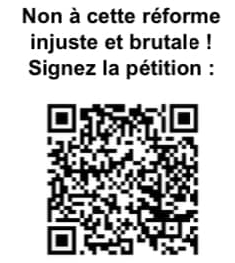 Non à cette réforme
injuste et brutale !
Signez la pétition :